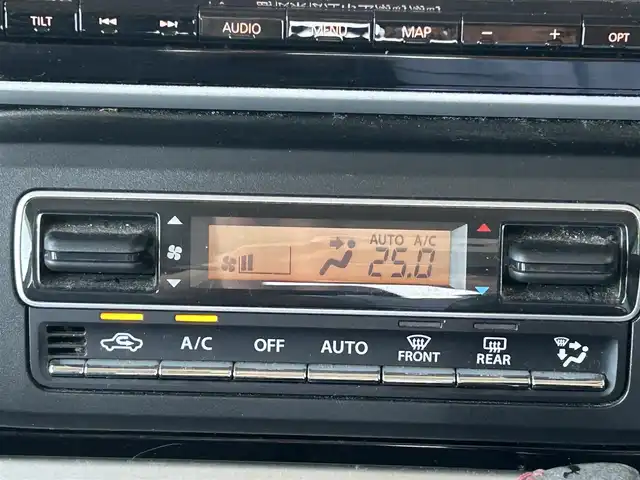 TILT AUDIO MENU MAP - + OPT
AUTO A/C
25.0
A/C OFF AUTO FRONT REAR